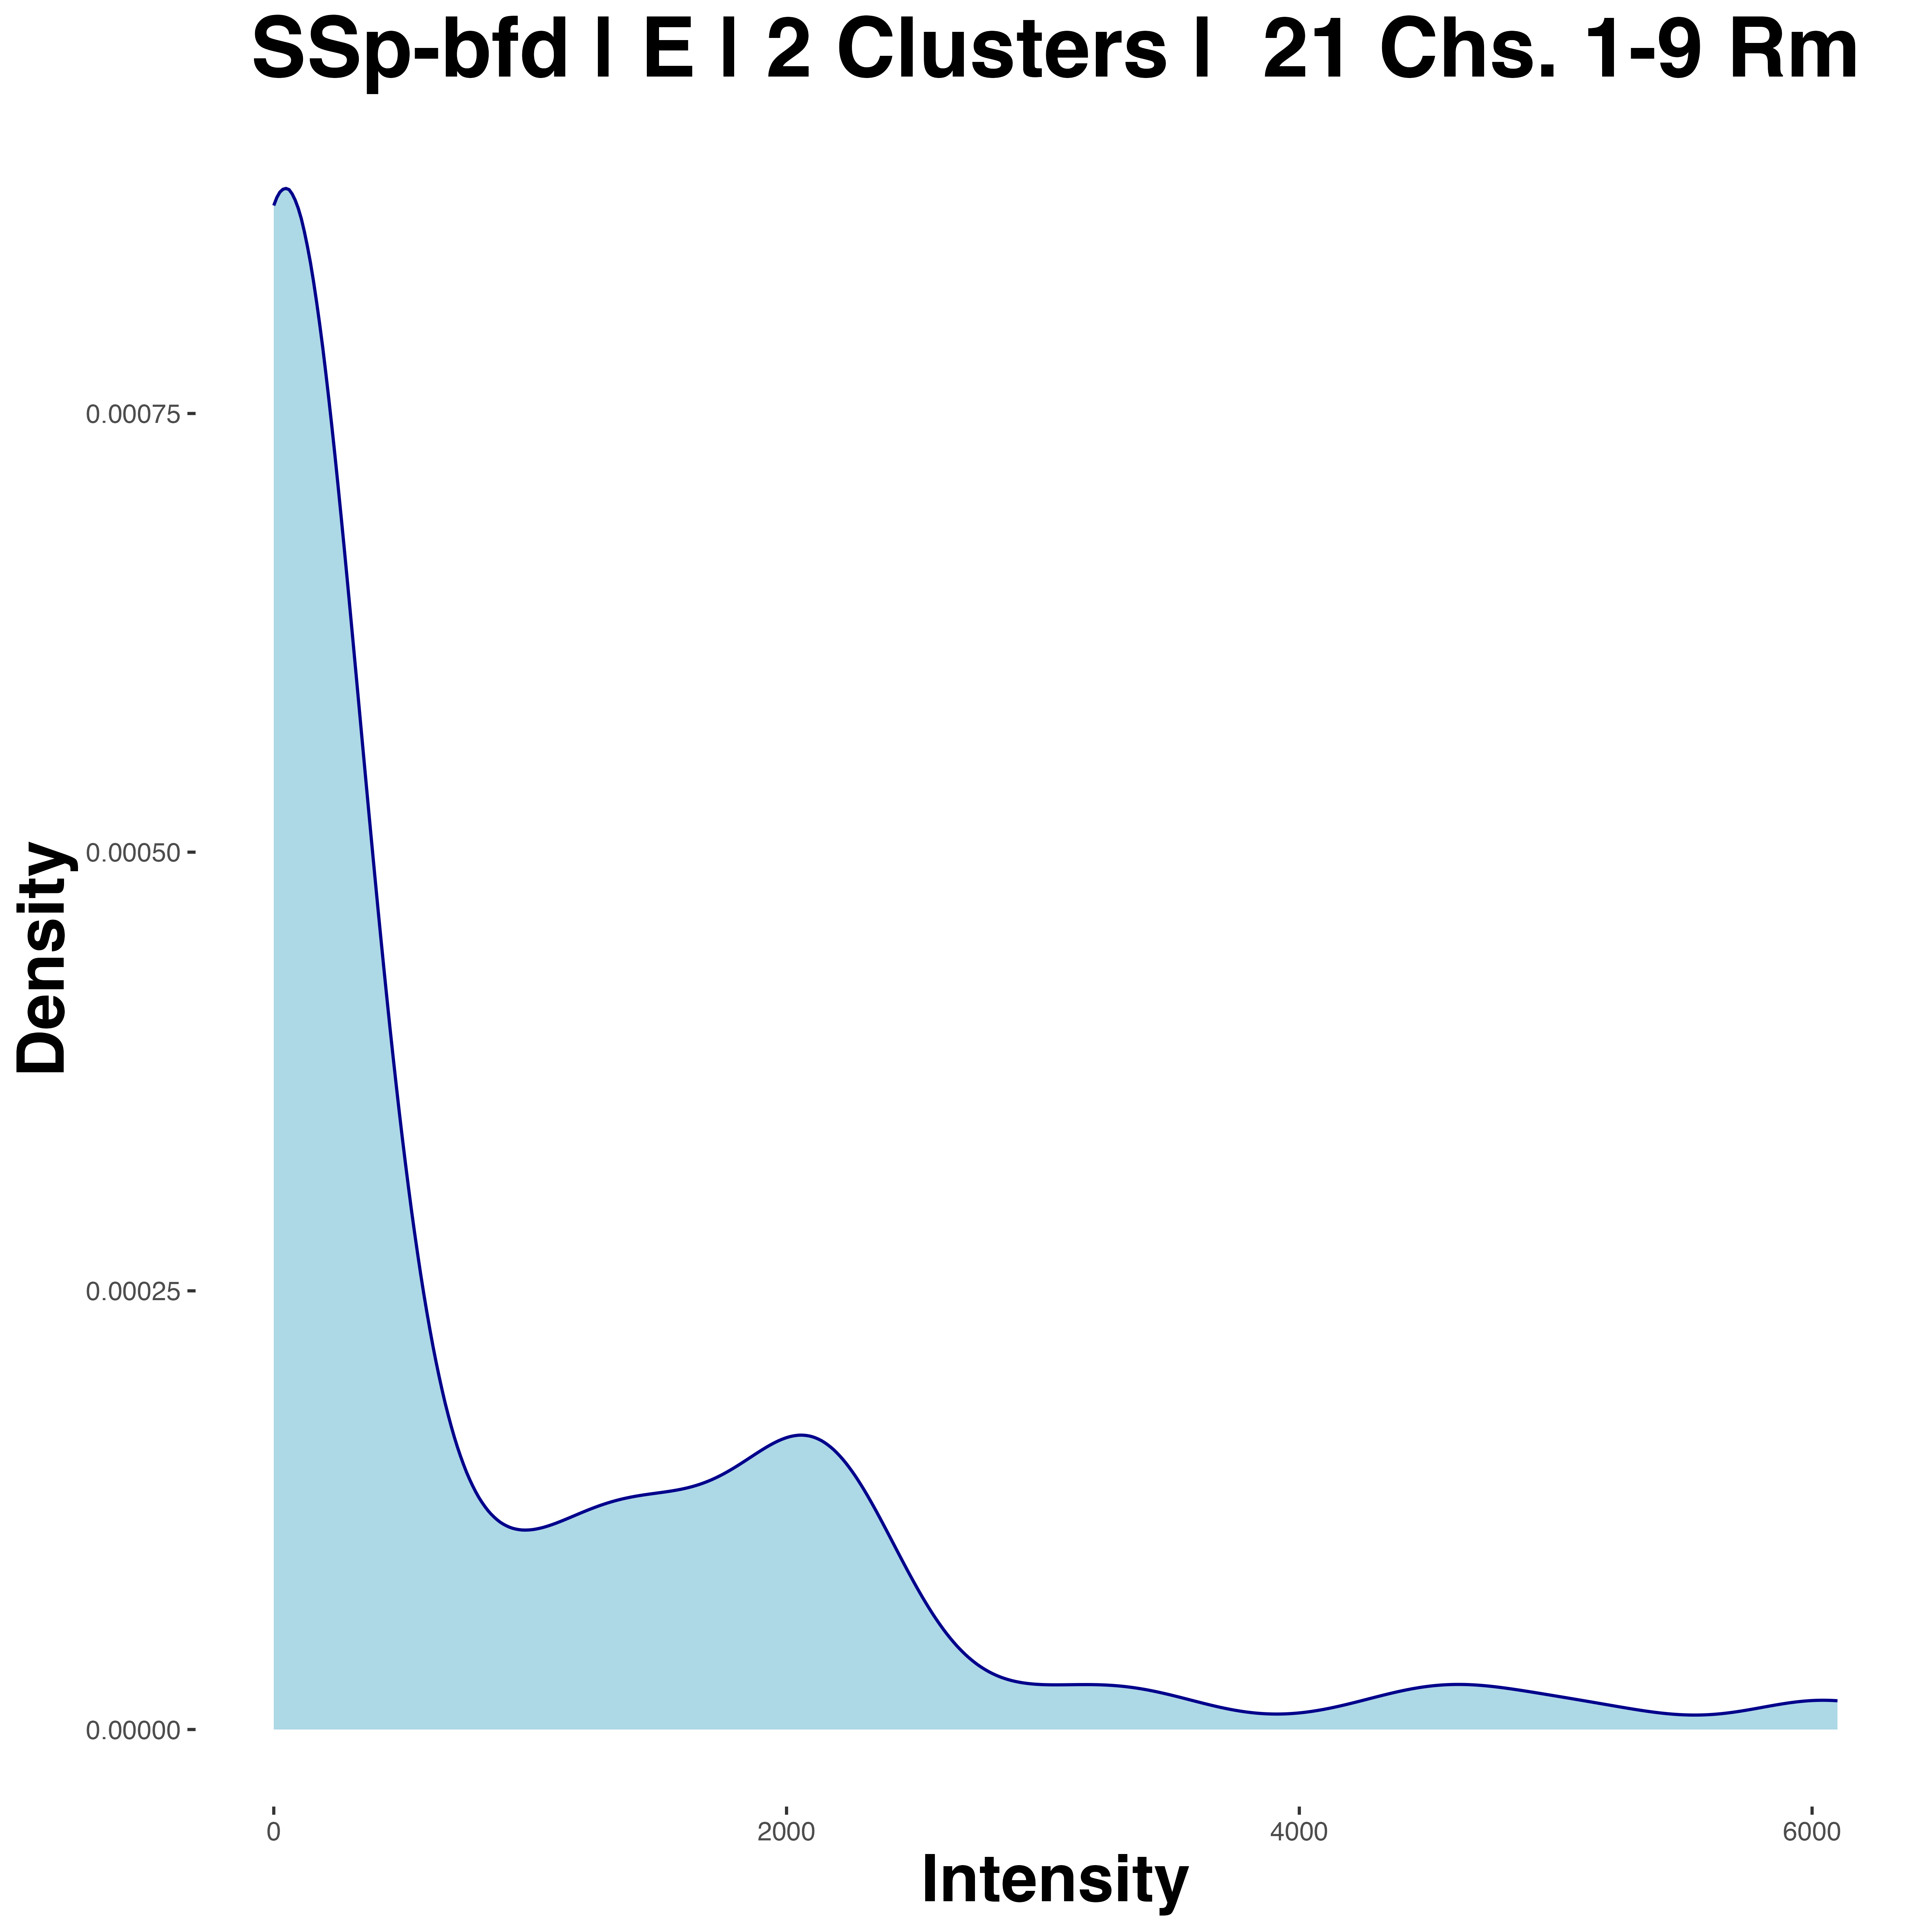 SSp-bfd | E | 2 Clusters | 21 Chs. 1-9 Rm
0.00075
0.00050
0.00025
0.00000
Density
0 2000 4000 6000
Intensity